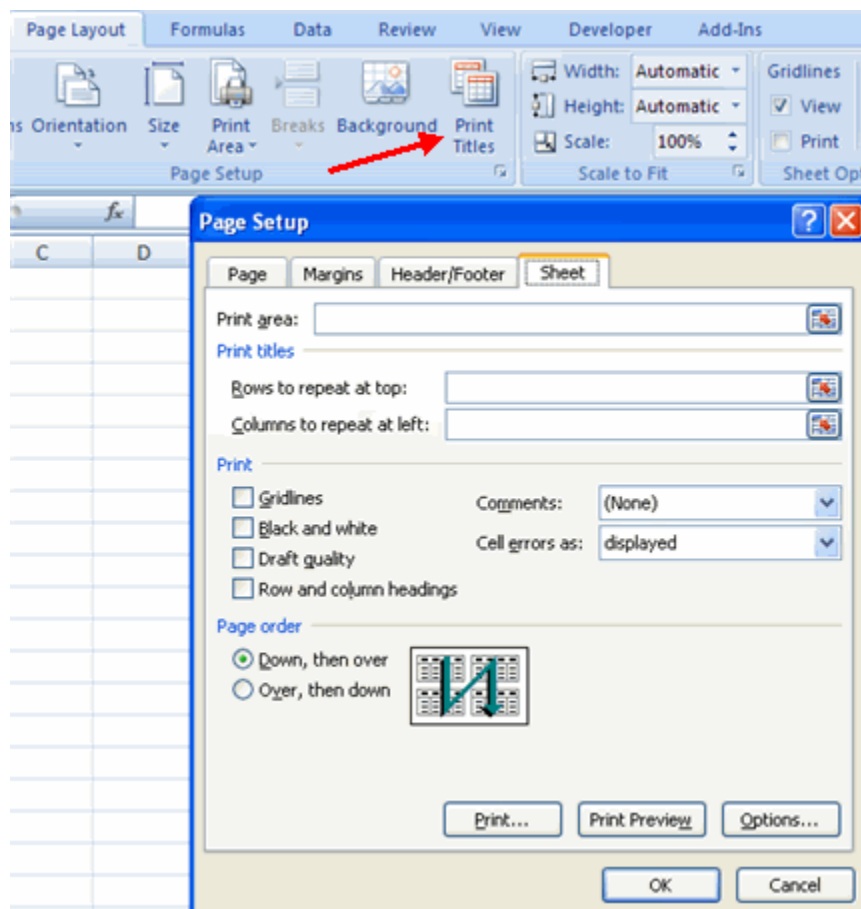 Page Layout Formulas Data Review View Developer Add-Ins
Width: Automatic Gridlines
Orientation Size Print Breaks Background Print Height: Automatic View
Area Titles Scale: 100% Print
Page Setup Scale to Fit Sheet
fx
C D
Page Setup
Page Margins Header/Footer Sheet
Print area:
Print titles
Rows to repeat at top:
Columns to repeat at left:
Print
Gridlines Comments: (None)
Black and white
Cell errors as: displayed
Draft quality
Row and column headings
Page order
Down, then over
Over, then down
Print... Print Preview Options...
OK Cancel